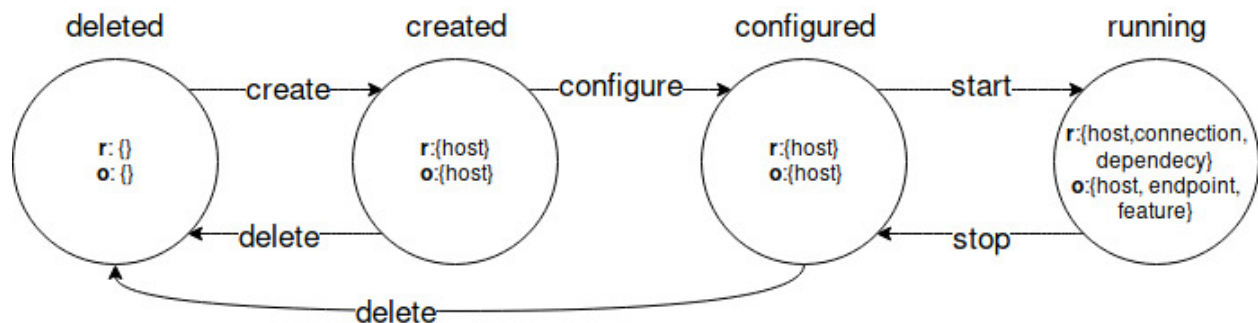 deleted
created
configured
running
create
configure
start
r: {}
o: {}
r:{host}
o:{host}
r:{host}
o:{host}
r:{host,connection,
dependecy}
o:{host, endpoint,
feature}
delete
stop
delete